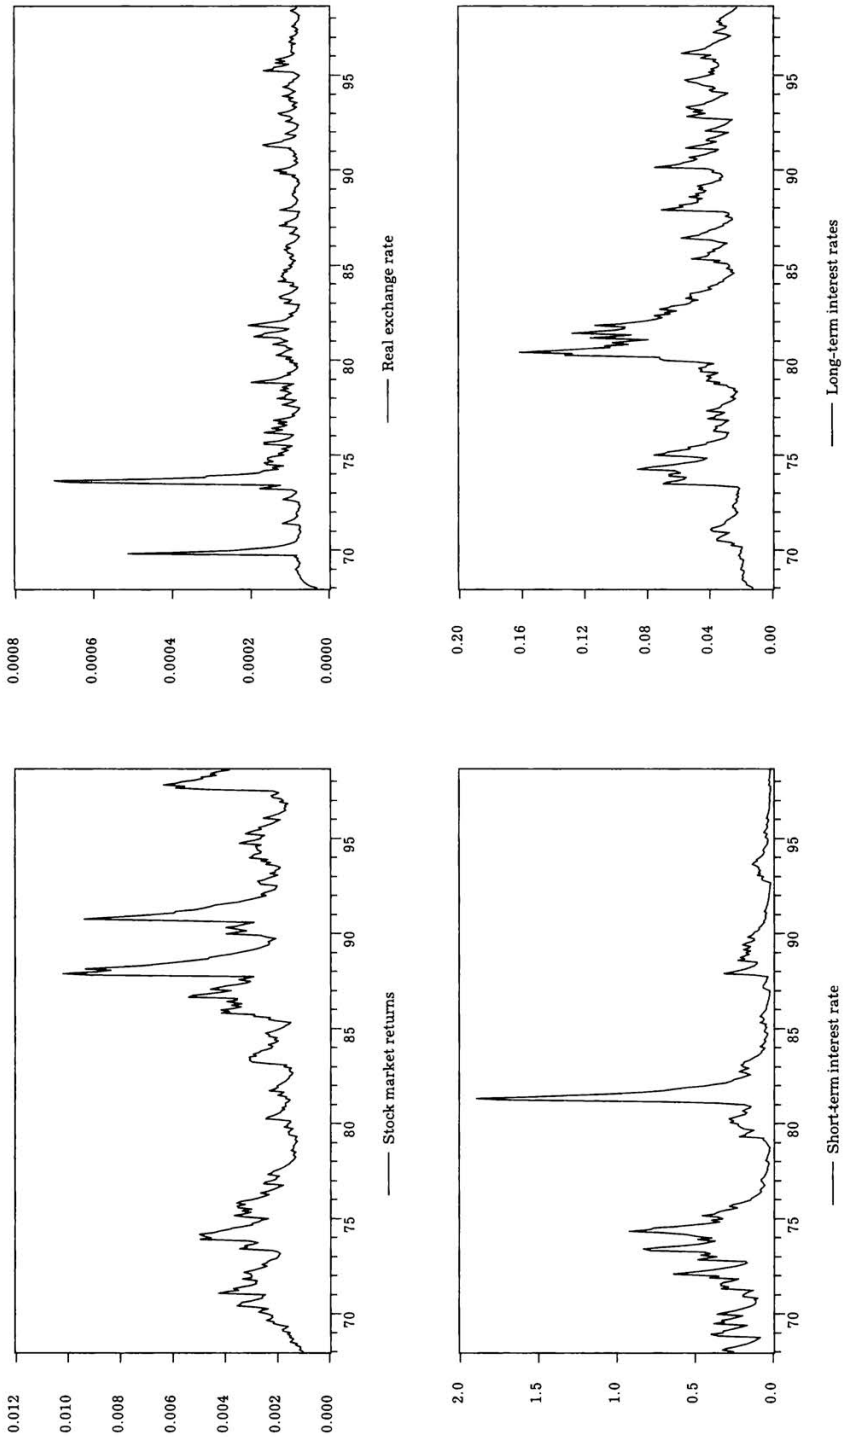 0.012
0.010
0.008
0.006
0.004
0.002
0.000
70 75 80 85 90 95
Stock market returns
0.0008
0.0006
0.0004
0.0002
0.0000
70 75 80 85 90 95
Real exchange rate
2.0
1.5
1.0
0.5
0.0
70 75 80 85 90 95
Short-term interest rate
0.20
0.16
0.12
0.08
0.04
0.00
70 75 80 85 90 95
Long-term interest rates